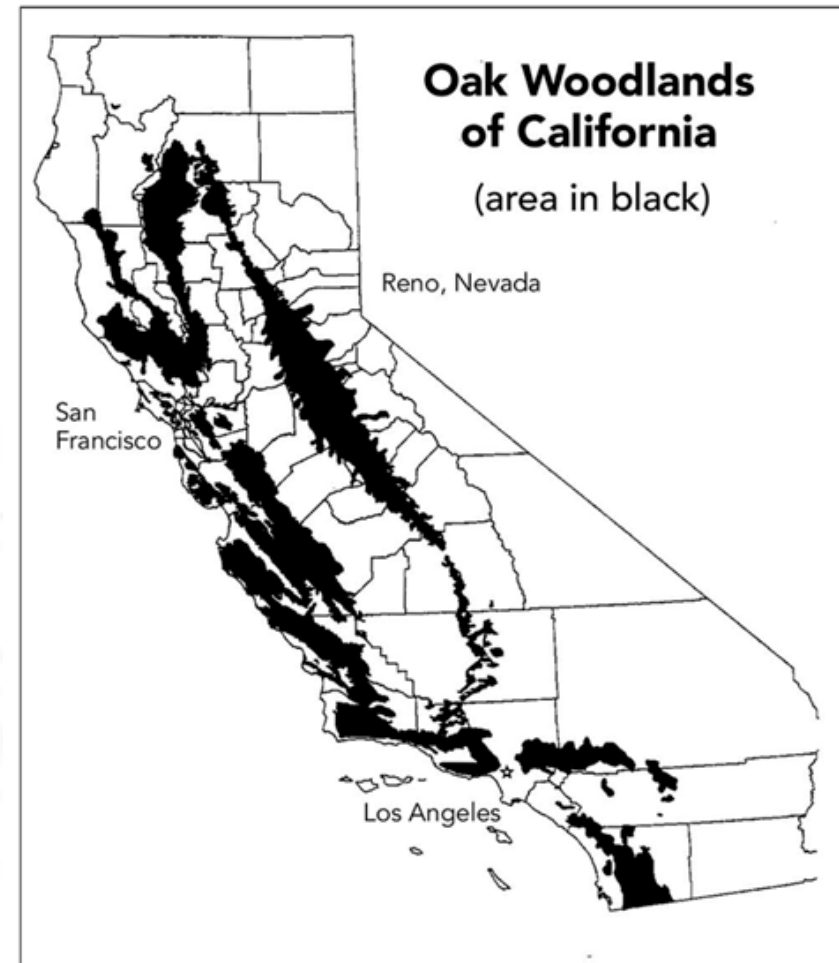 Oak Woodlands
of California
(area in black)
Reno, Nevada
San
Francisco
Los Angeles